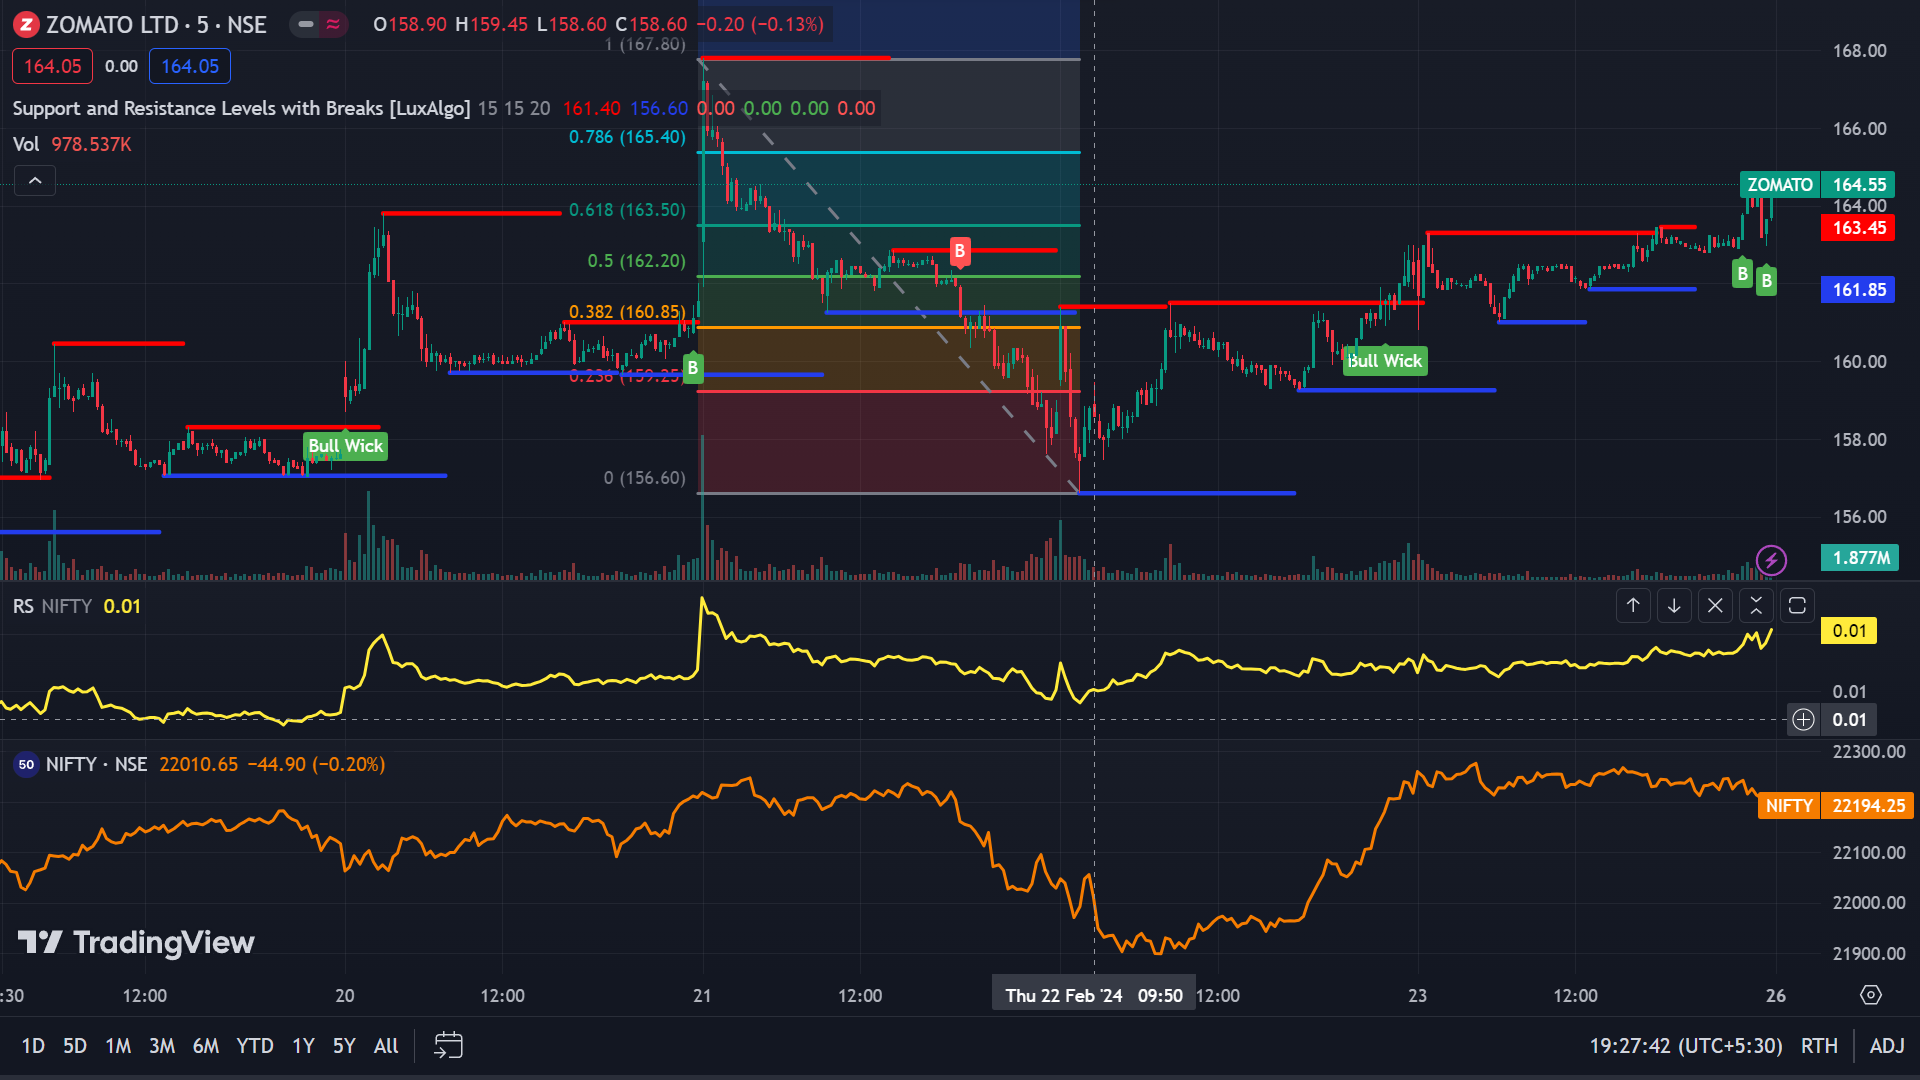 ZOMATO LTD · 5 · NSE O158.90 H159.45 L158.60 C158.60 −0.20 (−0.13%)
164.05 0.00 164.05
Support and Resistance Levels with Breaks [LuxAlgo] 15 15 20 161.40 156.60 0.00 0.00 0.00 0.00
Vol 978.537K
1 (167.80)
0.786 (165.40)
0.618 (163.50)
0.5 (162.20)
0.382 (160.85)
0.236 (159.25)
0 (156.60)
Bull Wick
B
B
Bull Wick
B
B
168.00
166.00
ZOMATO 164.55
164.00
163.45
161.85
160.00
158.00
156.00
1.877M
RS NIFTY 0.01
0.01
0.01
0.01
50 NIFTY · NSE 22010.65 −44.90 (−0.20%)
22300.00
NIFTY 22194.25
22100.00
22000.00
21900.00
TradingView
:30 12:00 20 12:00 21 12:00 Thu 22 Feb '24 09:50 12:00 23 12:00 26
1D 5D 1M 3M 6M YTD 1Y 5Y All 19:27:42 (UTC+5:30) RTH ADJ